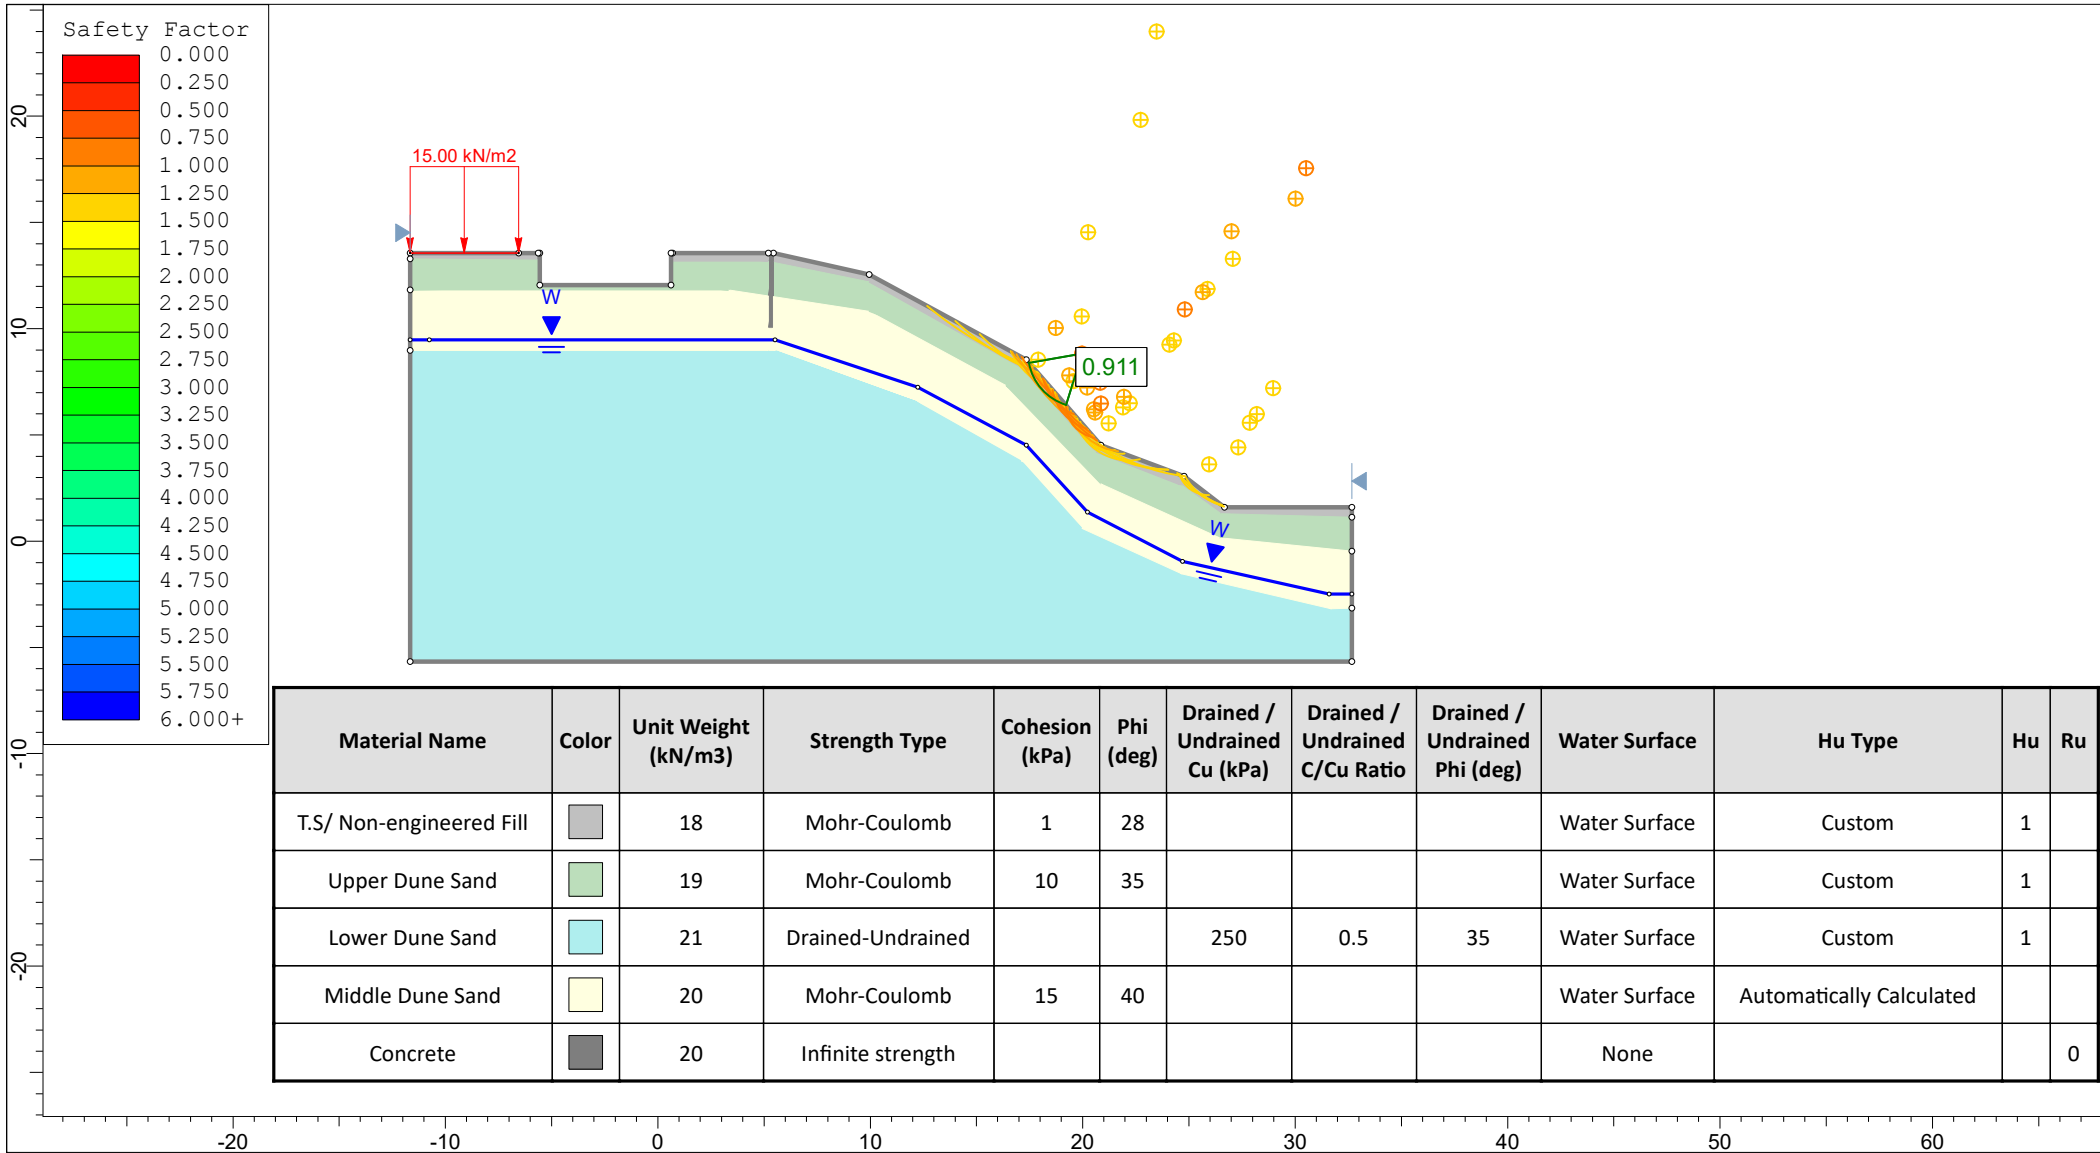 Safety Factor
0.000
0.250
0.500
0.750
1.000
1.250
1.500
1.750
2.000
2.250
2.500
2.750
3.000
3.250
3.500
3.750
4.000
4.250
4.500
4.750
5.000
5.250
5.500
5.750
6.000+
20
10
0
-10
-20
15.00 kN/m2
W
0.911
W
Material Name Color Unit Weight (kN/m3) Strength Type Cohesion (kPa) Phi (deg) Drained / Undrained Cu (kPa) Drained / Undrained C/Cu Ratio Drained / Undrained Phi (deg) Water Surface Hu Type Hu Ru
T.S/ Non-engineered Fill 18 Mohr-Coulomb 1 28 Water Surface Custom 1
Upper Dune Sand 19 Mohr-Coulomb 10 35 Water Surface Custom 1
Lower Dune Sand 21 Drained-Undrained 250 0.5 35 Water Surface Custom 1
Middle Dune Sand 20 Mohr-Coulomb 15 40 Water Surface Automatically Calculated
Concrete 20 Infinite strength None 0
-20 -10 0 10 20 30 40 50 60